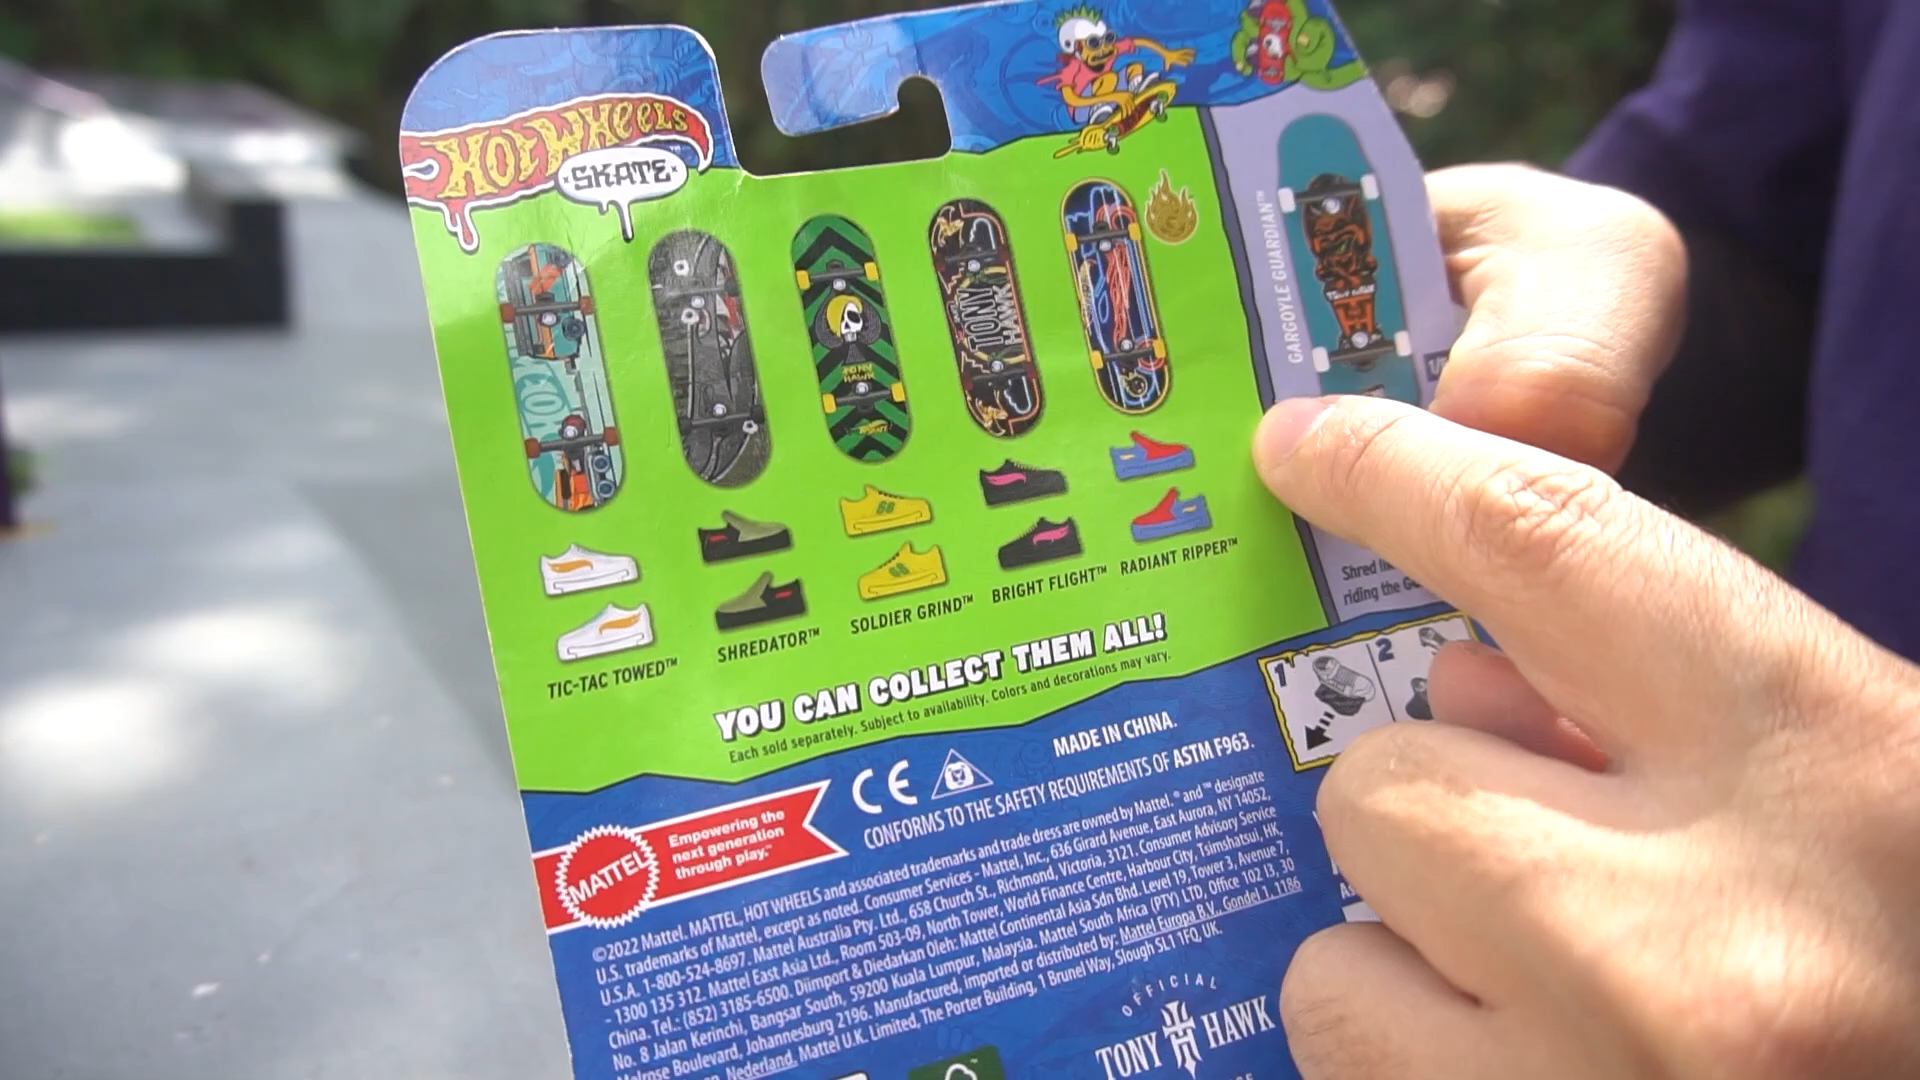 HOT WHEELS™
SKATE
TONY HAWK
TONY HAWK
GARGOYLE GUARDIAN™
TIC-TAC TOWED™
SHREDATOR™
SOLDIER GRIND™
BRIGHT FLIGHT™
RADIANT RIPPER™
YOU CAN COLLECT THEM ALL!
Each sold separately. Subject to availability. Colors and decorations may vary.
Shred
riding the
1
2
CE
MADE IN CHINA.
CONFORMS TO THE SAFETY REQUIREMENTS OF ASTM F963.
MATTEL
Empowering the
next generation
through play.™
©2022 Mattel. MATTEL, HOT WHEELS and associated trademarks and trade dress are owned by Mattel. ® and ™ designate
U.S. trademarks of Mattel, except as noted. Consumer Services - Mattel, Inc., 636 Girard Avenue, East Aurora, NY 14052,
U.S.A. 1-800-524-8697. Mattel Australia Pty. Ltd., 658 Church St., Richmond, Victoria, 3121. Consumer Advisory Service
- 1300 135 312. Mattel East Asia Ltd., Room 503-09, North Tower, World Finance Centre, Harbour City, Tsimshatsui, HK,
China. Tel.: (852) 3185-6500. Diimport & Diedarkan Oleh: Mattel Continental Asia Sdn Bhd. Level 19, Tower 3, Avenue 7,
No. 8 Jalan Kerinchi, Bangsar South, 59200 Kuala Lumpur, Malaysia. Mattel South Africa (PTY) LTD, Office 102 I3, 30
Melrose Boulevard, Johannesburg 2196. Manufactured, imported or distributed by: Mattel Europa B.V., Gondel 1, 1186
Nederland. Mattel U.K. Limited, The Porter Building, 1 Brunel Way, Slough SL1 1FQ, UK.
OFFICIAL
TONY HAWK